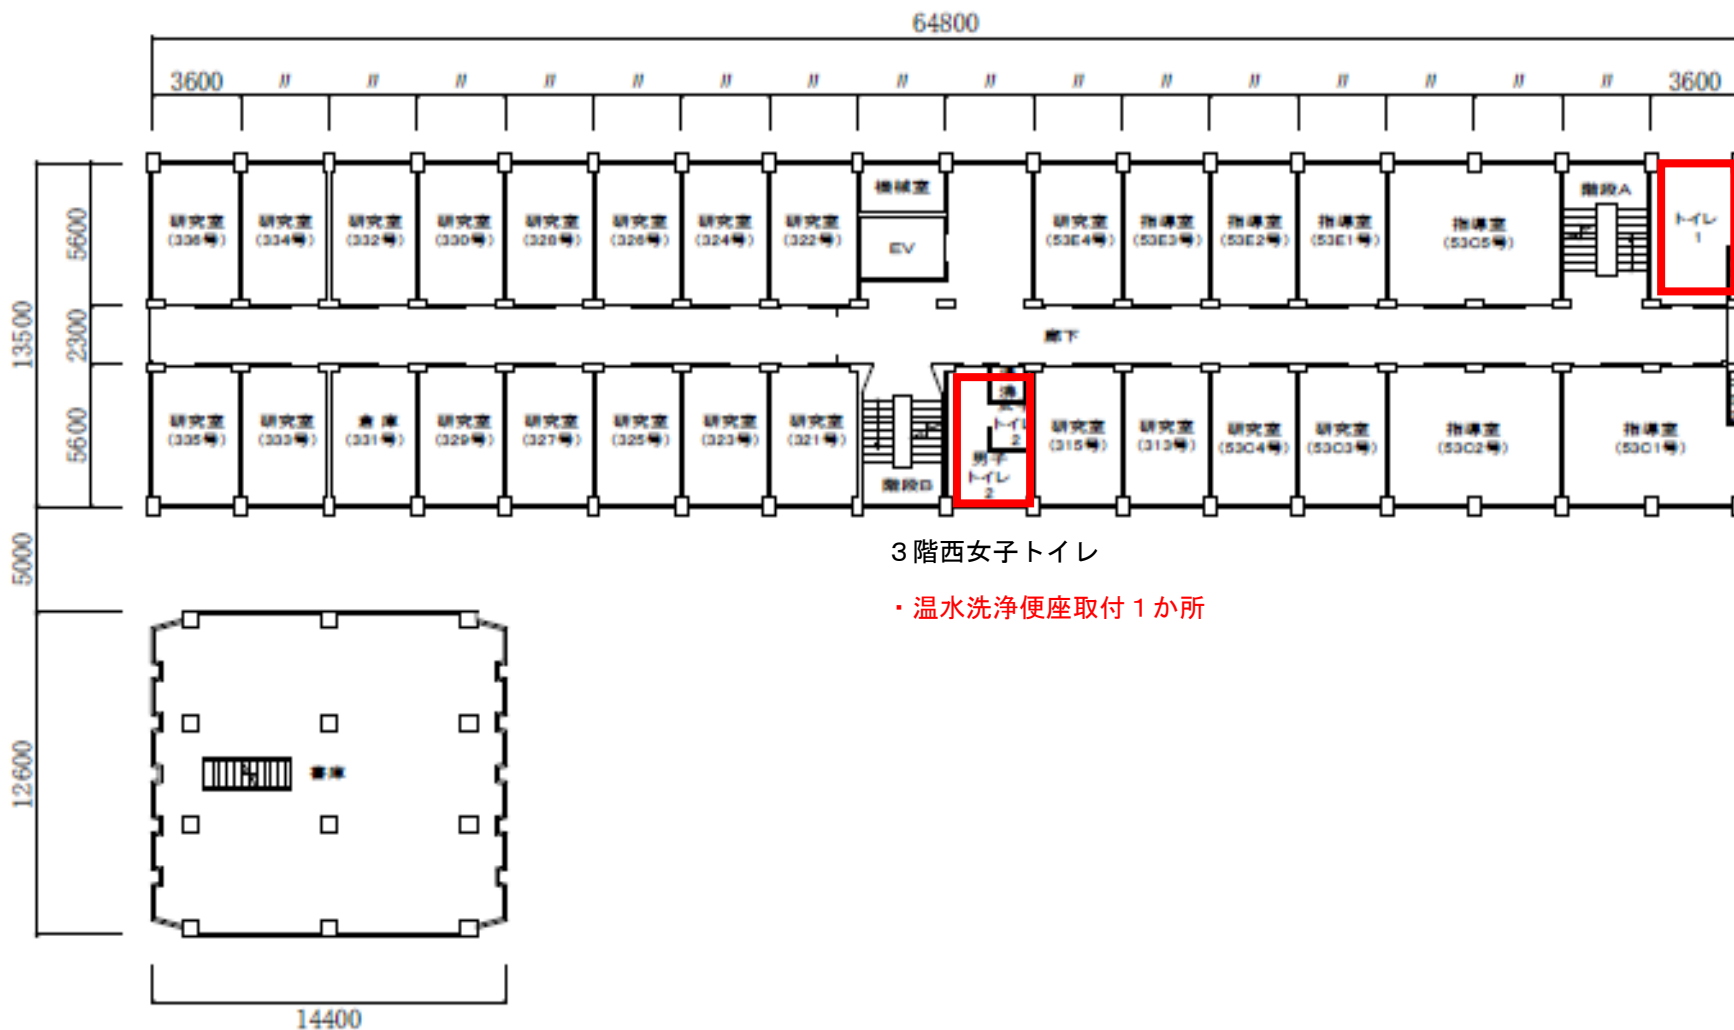 64800
3600 〃 〃 〃 〃 〃 〃 〃 〃 〃 〃 〃 〃 〃 〃 〃 〃 3600
13500
5600
2300
5600
5000
12600
14400
研究室
(336号)
研究室
(334号)
研究室
(332号)
研究室
(330号)
研究室
(328号)
研究室
(326号)
研究室
(324号)
研究室
(322号)
機械室
EV
研究室
(53E4号)
指導室
(53E3号)
指導室
(53E2号)
指導室
(53E1号)
指導室
(53C5号)
階段A
トイレ
1
廊下
研究室
(335号)
研究室
(333号)
倉庫
(331号)
研究室
(329号)
研究室
(327号)
研究室
(325号)
研究室
(323号)
研究室
(321号)
階段B
トイレ
2
男子
トイレ
2
研究室
(315号)
研究室
(313号)
研究室
(53C4号)
研究室
(53C3号)
指導室
(53C2号)
指導室
(53C1号)
３階西女子トイレ
・温水洗浄便座取付１か所
書庫